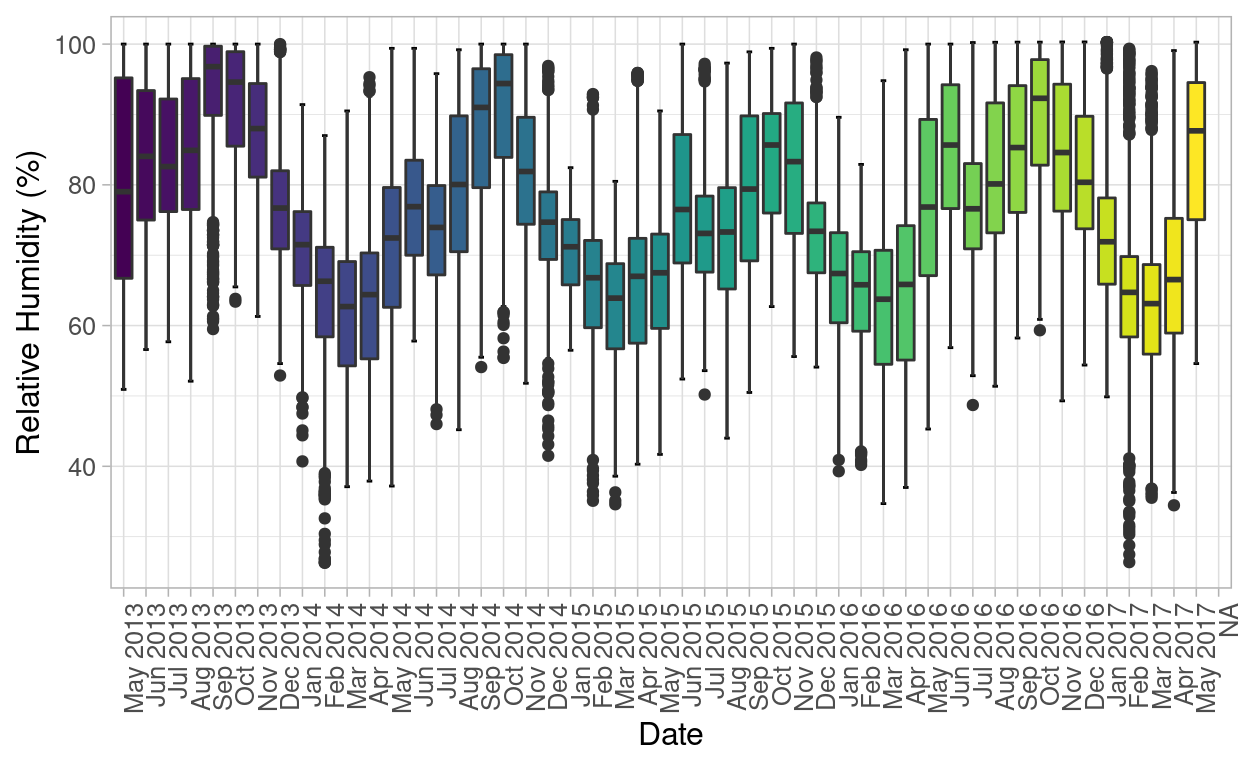 Relative Humidity (%)
100
80
60
40
May 2013
Jun 2013
Jul 2013
Aug 2013
Sep 2013
Oct 2013
Nov 2013
Dec 2013
Jan 2014
Feb 2014
Mar 2014
Apr 2014
May 2014
Jun 2014
Jul 2014
Aug 2014
Sep 2014
Oct 2014
Nov 2014
Dec 2014
Jan 2015
Feb 2015
Mar 2015
Apr 2015
May 2015
Jun 2015
Jul 2015
Aug 2015
Sep 2015
Oct 2015
Nov 2015
Dec 2015
Jan 2016
Feb 2016
Mar 2016
Apr 2016
May 2016
Jun 2016
Jul 2016
Aug 2016
Sep 2016
Oct 2016
Nov 2016
Dec 2016
Jan 2017
Feb 2017
Mar 2017
Apr 2017
May 2017
NA
Date